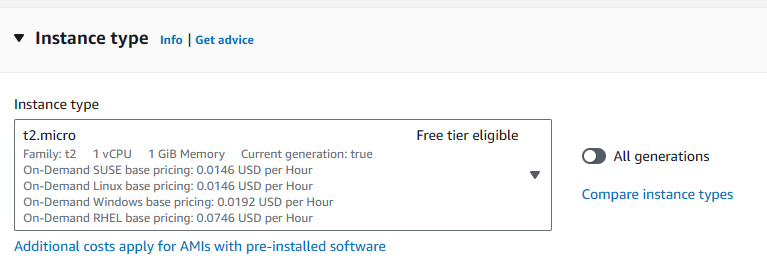 Instance type Info | Get advice
Instance type
t2.micro Free tier eligible
Family: t2 1 vCPU 1 GiB Memory Current generation: true
On-Demand SUSE base pricing: 0.0146 USD per Hour
On-Demand Linux base pricing: 0.0146 USD per Hour
On-Demand Windows base pricing: 0.0192 USD per Hour
On-Demand RHEL base pricing: 0.0746 USD per Hour
All generations
Compare instance types
Additional costs apply for AMIs with pre-installed software